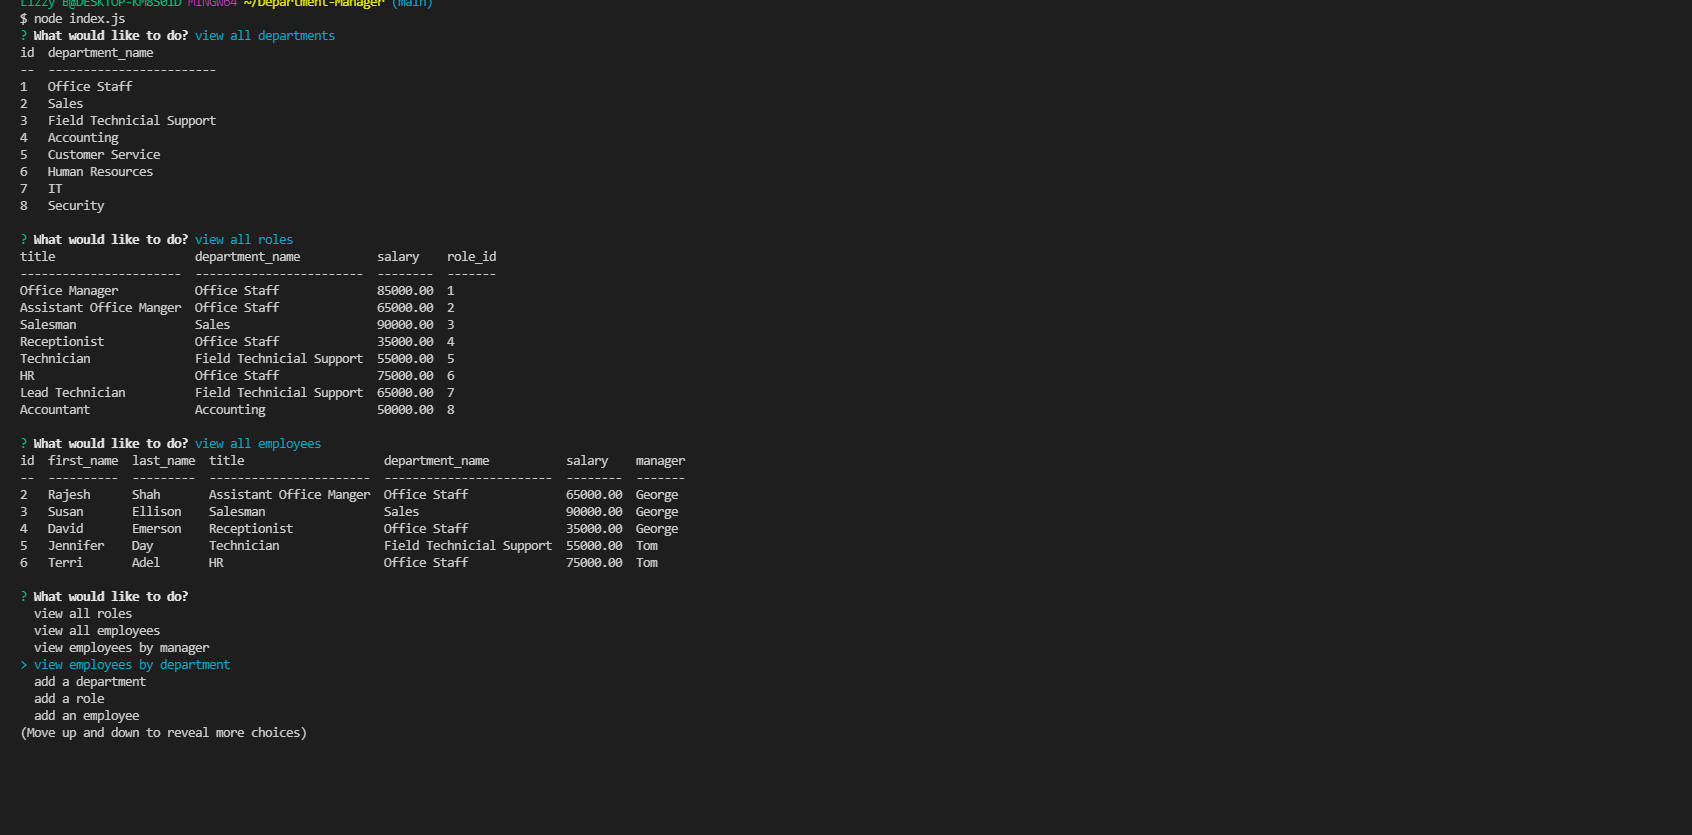 Lizzy B@DESKTOP-KM8S01D MINGW64 ~/Department-Manager (main)
$ node index.js
? What would like to do? view all departments
id  department_name
--  ------------------------
1   Office Staff
2   Sales
3   Field Technicial Support
4   Accounting
5   Customer Service
6   Human Resources
7   IT
8   Security
? What would like to do? view all roles
title                    department_name           salary    role_id
-----------------------  ------------------------  --------  -------
Office Manager           Office Staff              85000.00  1
Assistant Office Manger  Office Staff              65000.00  2
Salesman                 Sales                     90000.00  3
Receptionist             Office Staff              35000.00  4
Technician               Field Technicial Support  55000.00  5
HR                       Office Staff              75000.00  6
Lead Technician          Field Technicial Support  65000.00  7
Accountant               Accounting                50000.00  8
? What would like to do? view all employees
id  first_name  last_name  title                    department_name           salary    manager
--  ----------  ---------  -----------------------  ------------------------  --------  -------
2   Rajesh      Shah       Assistant Office Manger  Office Staff              65000.00  George
3   Susan       Ellison    Salesman                 Sales                     90000.00  George
4   David       Emerson    Receptionist             Office Staff              35000.00  George
5   Jennifer    Day        Technician               Field Technicial Support  55000.00  Tom
6   Terri       Adel       HR                       Office Staff              75000.00  Tom
? What would like to do?
view all roles
view all employees
view employees by manager
> view employees by department
add a department
add a role
add an employee
(Move up and down to reveal more choices)